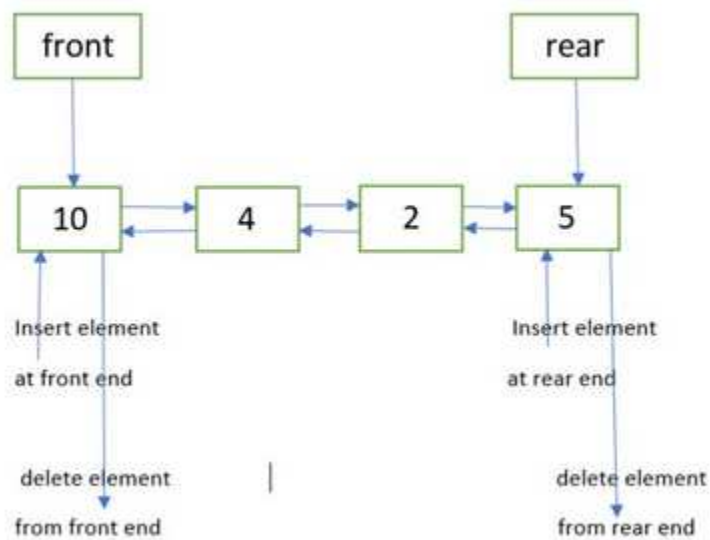 front
rear
10
4
2
5
Insert element
at front end
Insert element
at rear end
delete element
from front end
delete element
from rear end